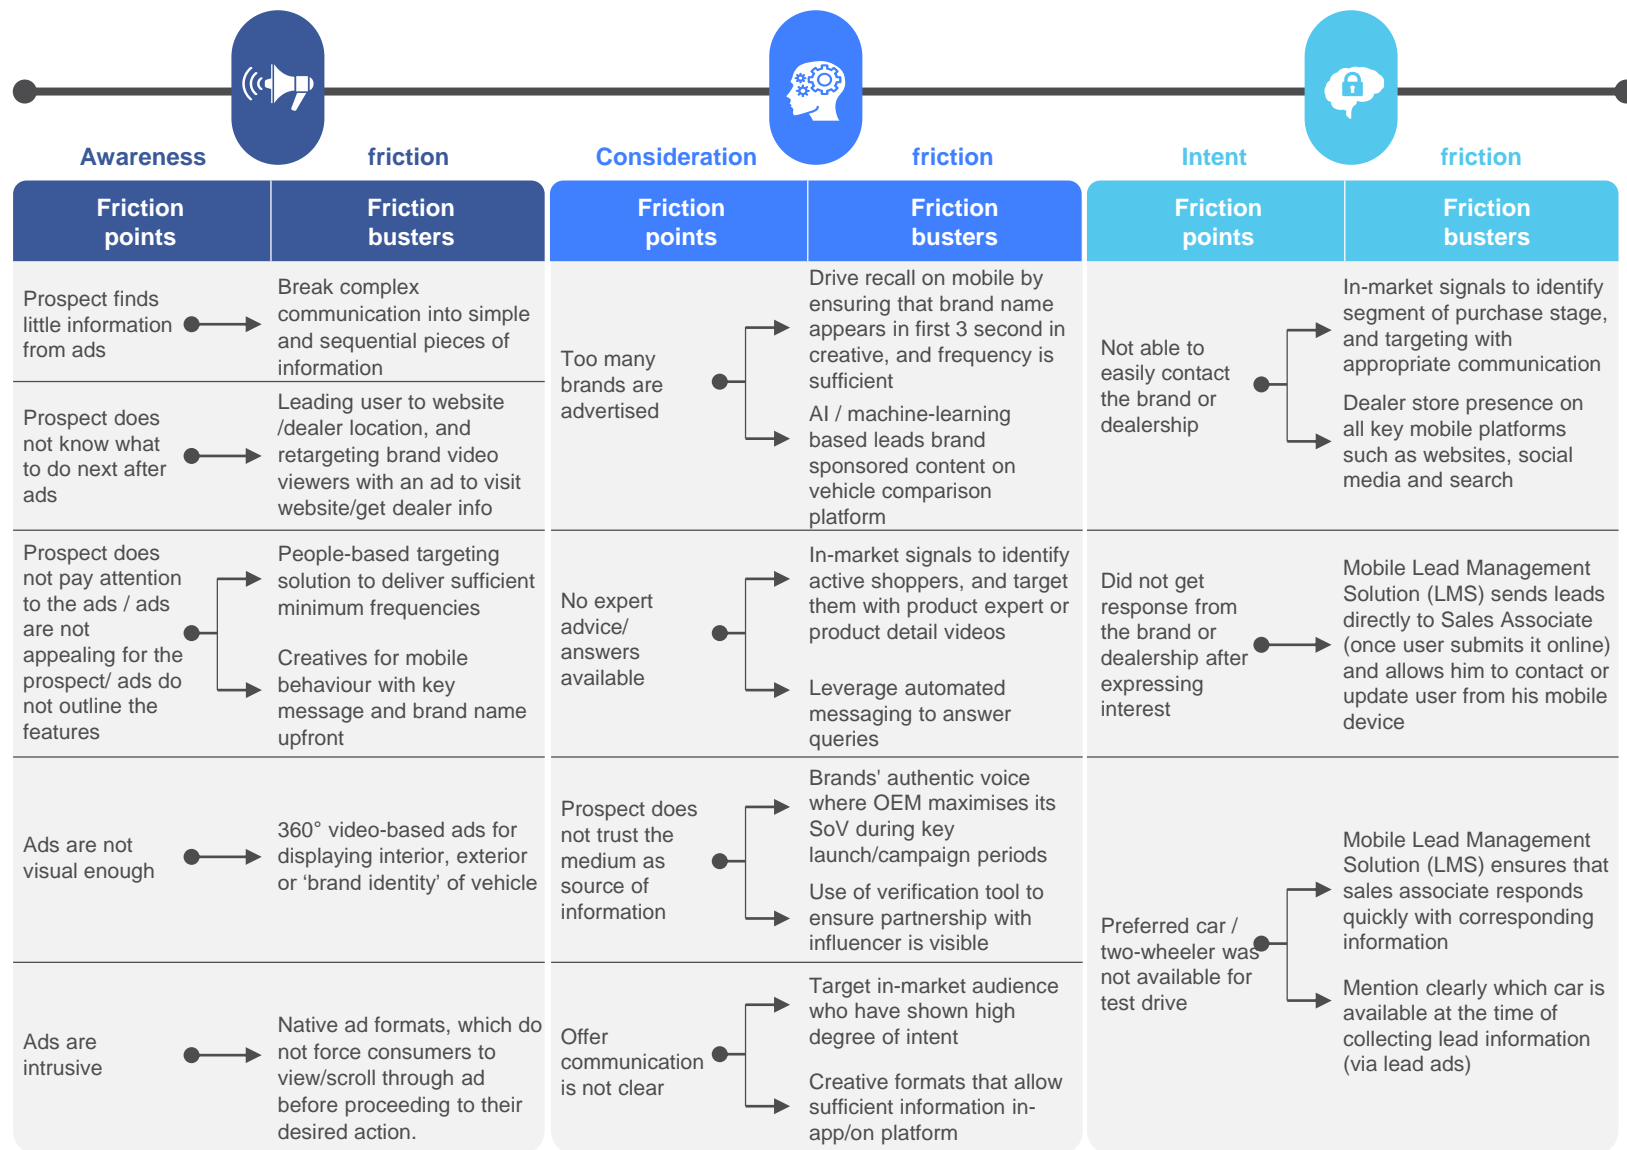 Awareness friction
Consideration friction
Intent friction
Friction
points
Friction
busters
Friction
points
Friction
busters
Friction
points
Friction
busters
Prospect finds
little information
from ads
Break complex
communication into simple
and sequential pieces of
information
Prospect does
not know what
to do next after
ads
Leading user to website
/dealer location, and
retargeting brand video
viewers with an ad to visit
website/get dealer info
Prospect does
not pay attention
to the ads / ads
are not
appealing for the
prospect/ ads do
not outline the
features
People-based targeting
solution to deliver sufficient
minimum frequencies
Creatives for mobile
behaviour with key
message and brand name
upfront
Ads are not
visual enough
360° video-based ads for
displaying interior, exterior
or ‘brand identity’ of vehicle
Ads are
intrusive
Native ad formats, which do
not force consumers to
view/scroll through ad
before proceeding to their
desired action.
Too many
brands are
advertised
Drive recall on mobile by
ensuring that brand name
appears in first 3 second in
creative, and frequency is
sufficient
AI / machine-learning
based leads brand
sponsored content on
vehicle comparison
platform
No expert
advice/
answers
available
In-market signals to identify
active shoppers, and target
them with product expert or
product detail videos
Leverage automated
messaging to answer
queries
Prospect does
not trust the
medium as
source of
information
Brands' authentic voice
where OEM maximises its
SoV during key
launch/campaign periods
Use of verification tool to
ensure partnership with
influencer is visible
Offer
communication
is not clear
Target in-market audience
who have shown high
degree of intent
Creative formats that allow
sufficient information in-
app/on platform
Not able to
easily contact
the brand or
dealership
In-market signals to identify
segment of purchase stage,
and targeting with
appropriate communication
Dealer store presence on
all key mobile platforms
such as websites, social
media and search
Did not get
response from
the brand or
dealership after
expressing
interest
Mobile Lead Management
Solution (LMS) sends leads
directly to Sales Associate
(once user submits it online)
and allows him to contact or
update user from his mobile
device
Preferred car /
two-wheeler was
not available for
test drive
Mobile Lead Management
Solution (LMS) ensures that
sales associate responds
quickly with corresponding
information
Mention clearly which car is
available at the time of
collecting lead information
(via lead ads)